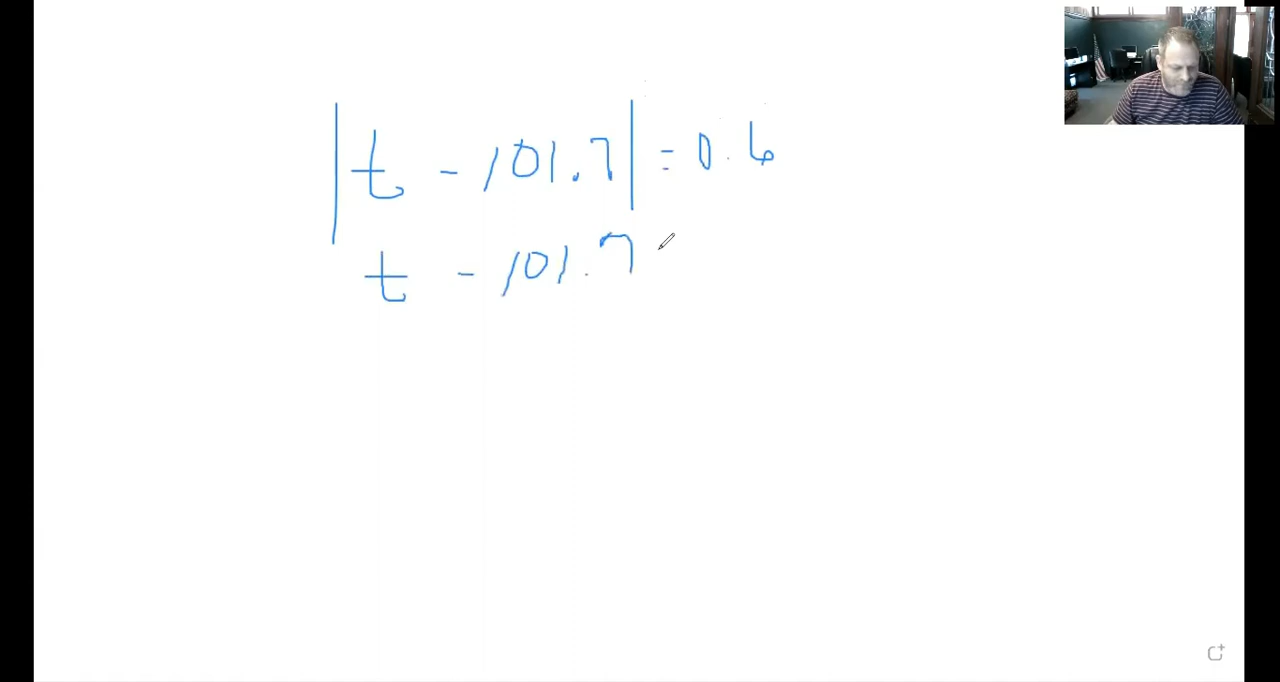 |t - 101.7| = 0.6
t - 101.7